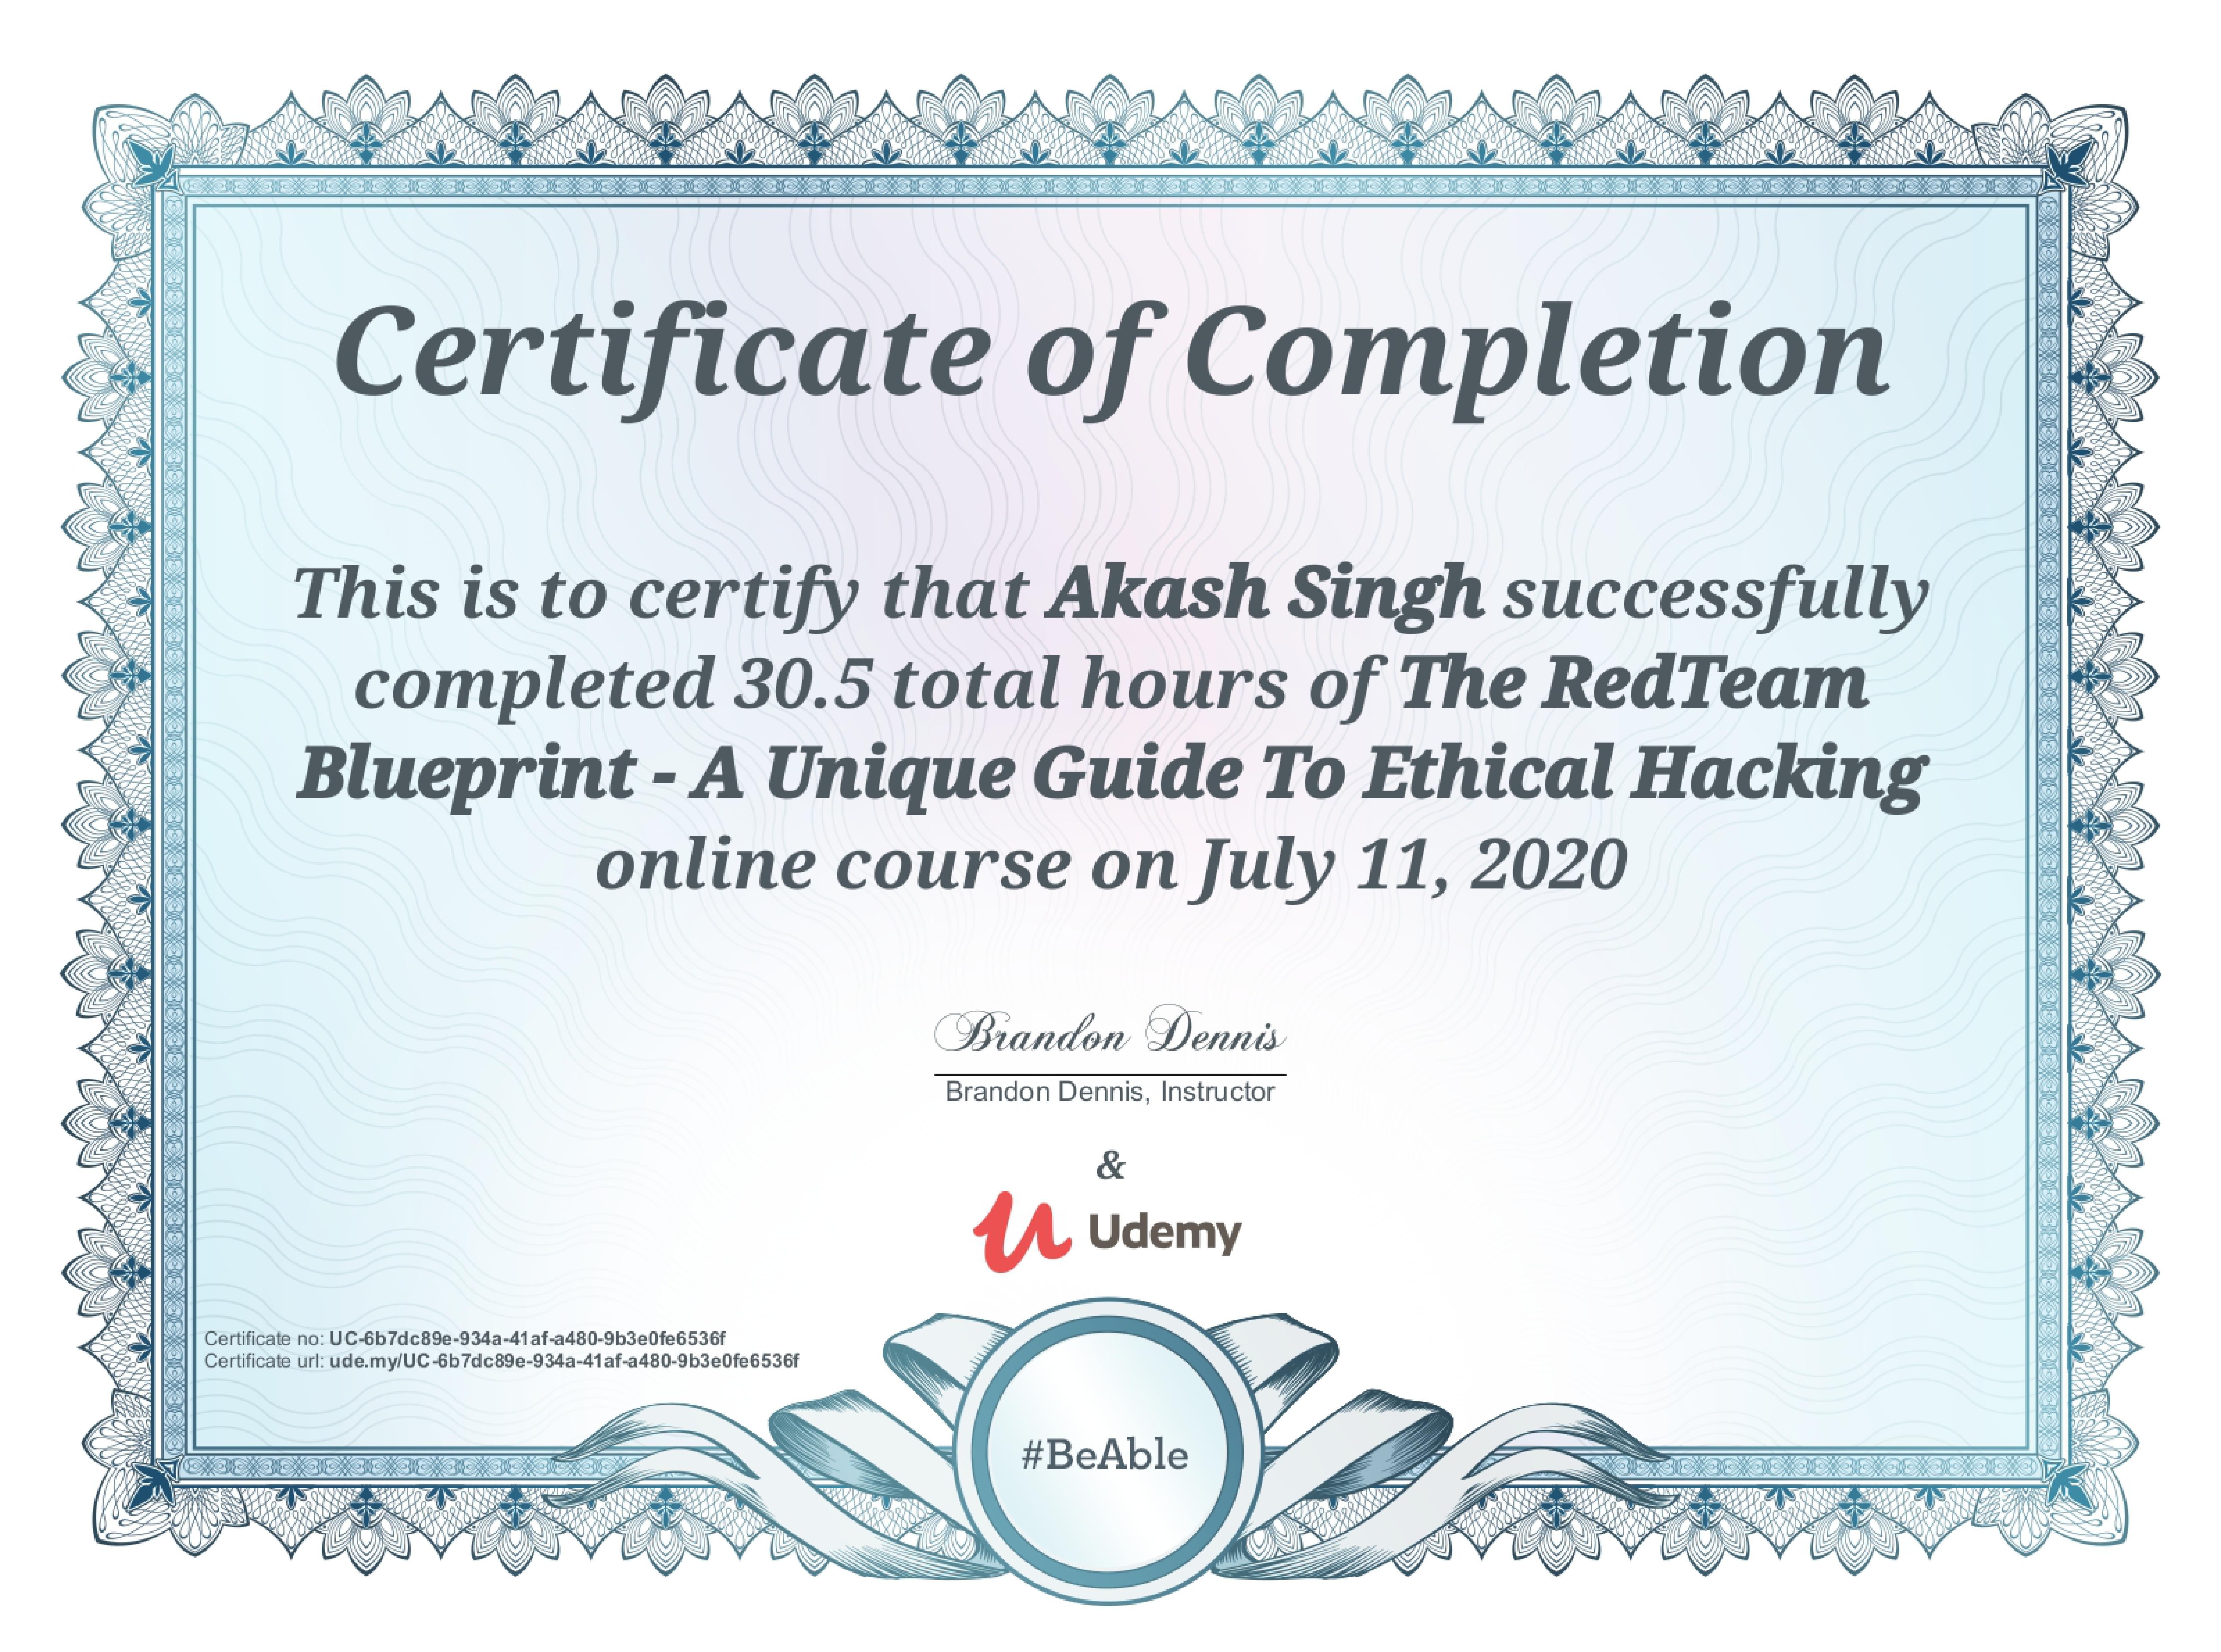 Certificate of Completion
This is to certify that Akash Singh successfully
completed 30.5 total hours of The RedTeam
Blueprint - A Unique Guide To Ethical Hacking
online course on July 11, 2020
Brandon Dennis
Brandon Dennis, Instructor
&
Udemy
Certificate no: UC-6b7dc89e-934a-41af-a480-9b3e0fe6536f
Certificate url: ude.my/UC-6b7dc89e-934a-41af-a480-9b3e0fe6536f
#BeAble